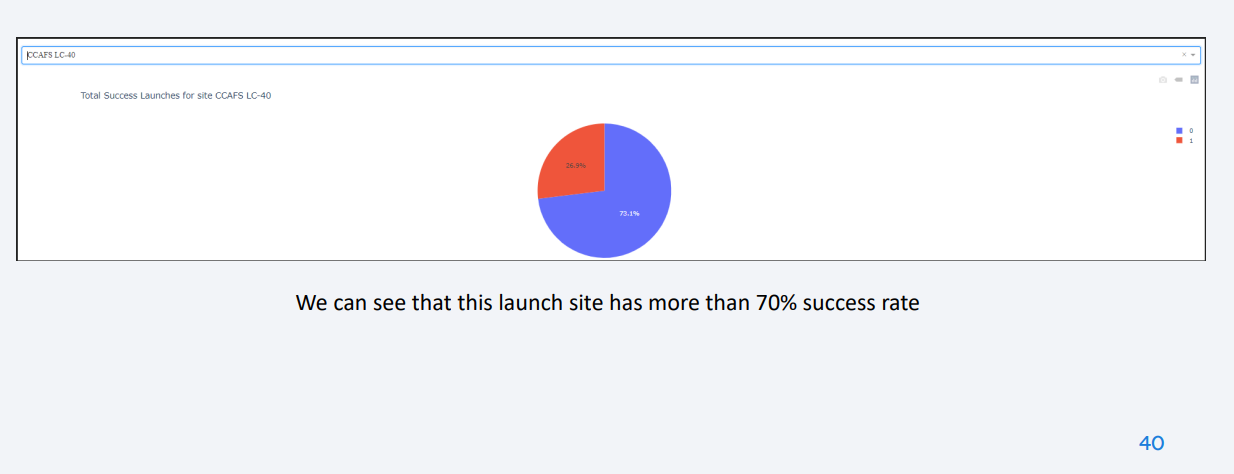 CCAFS LC-40
Total Success Launches for site CCAFS LC-40
0
1
26.9%
73.1%
We can see that this launch site has more than 70% success rate
40